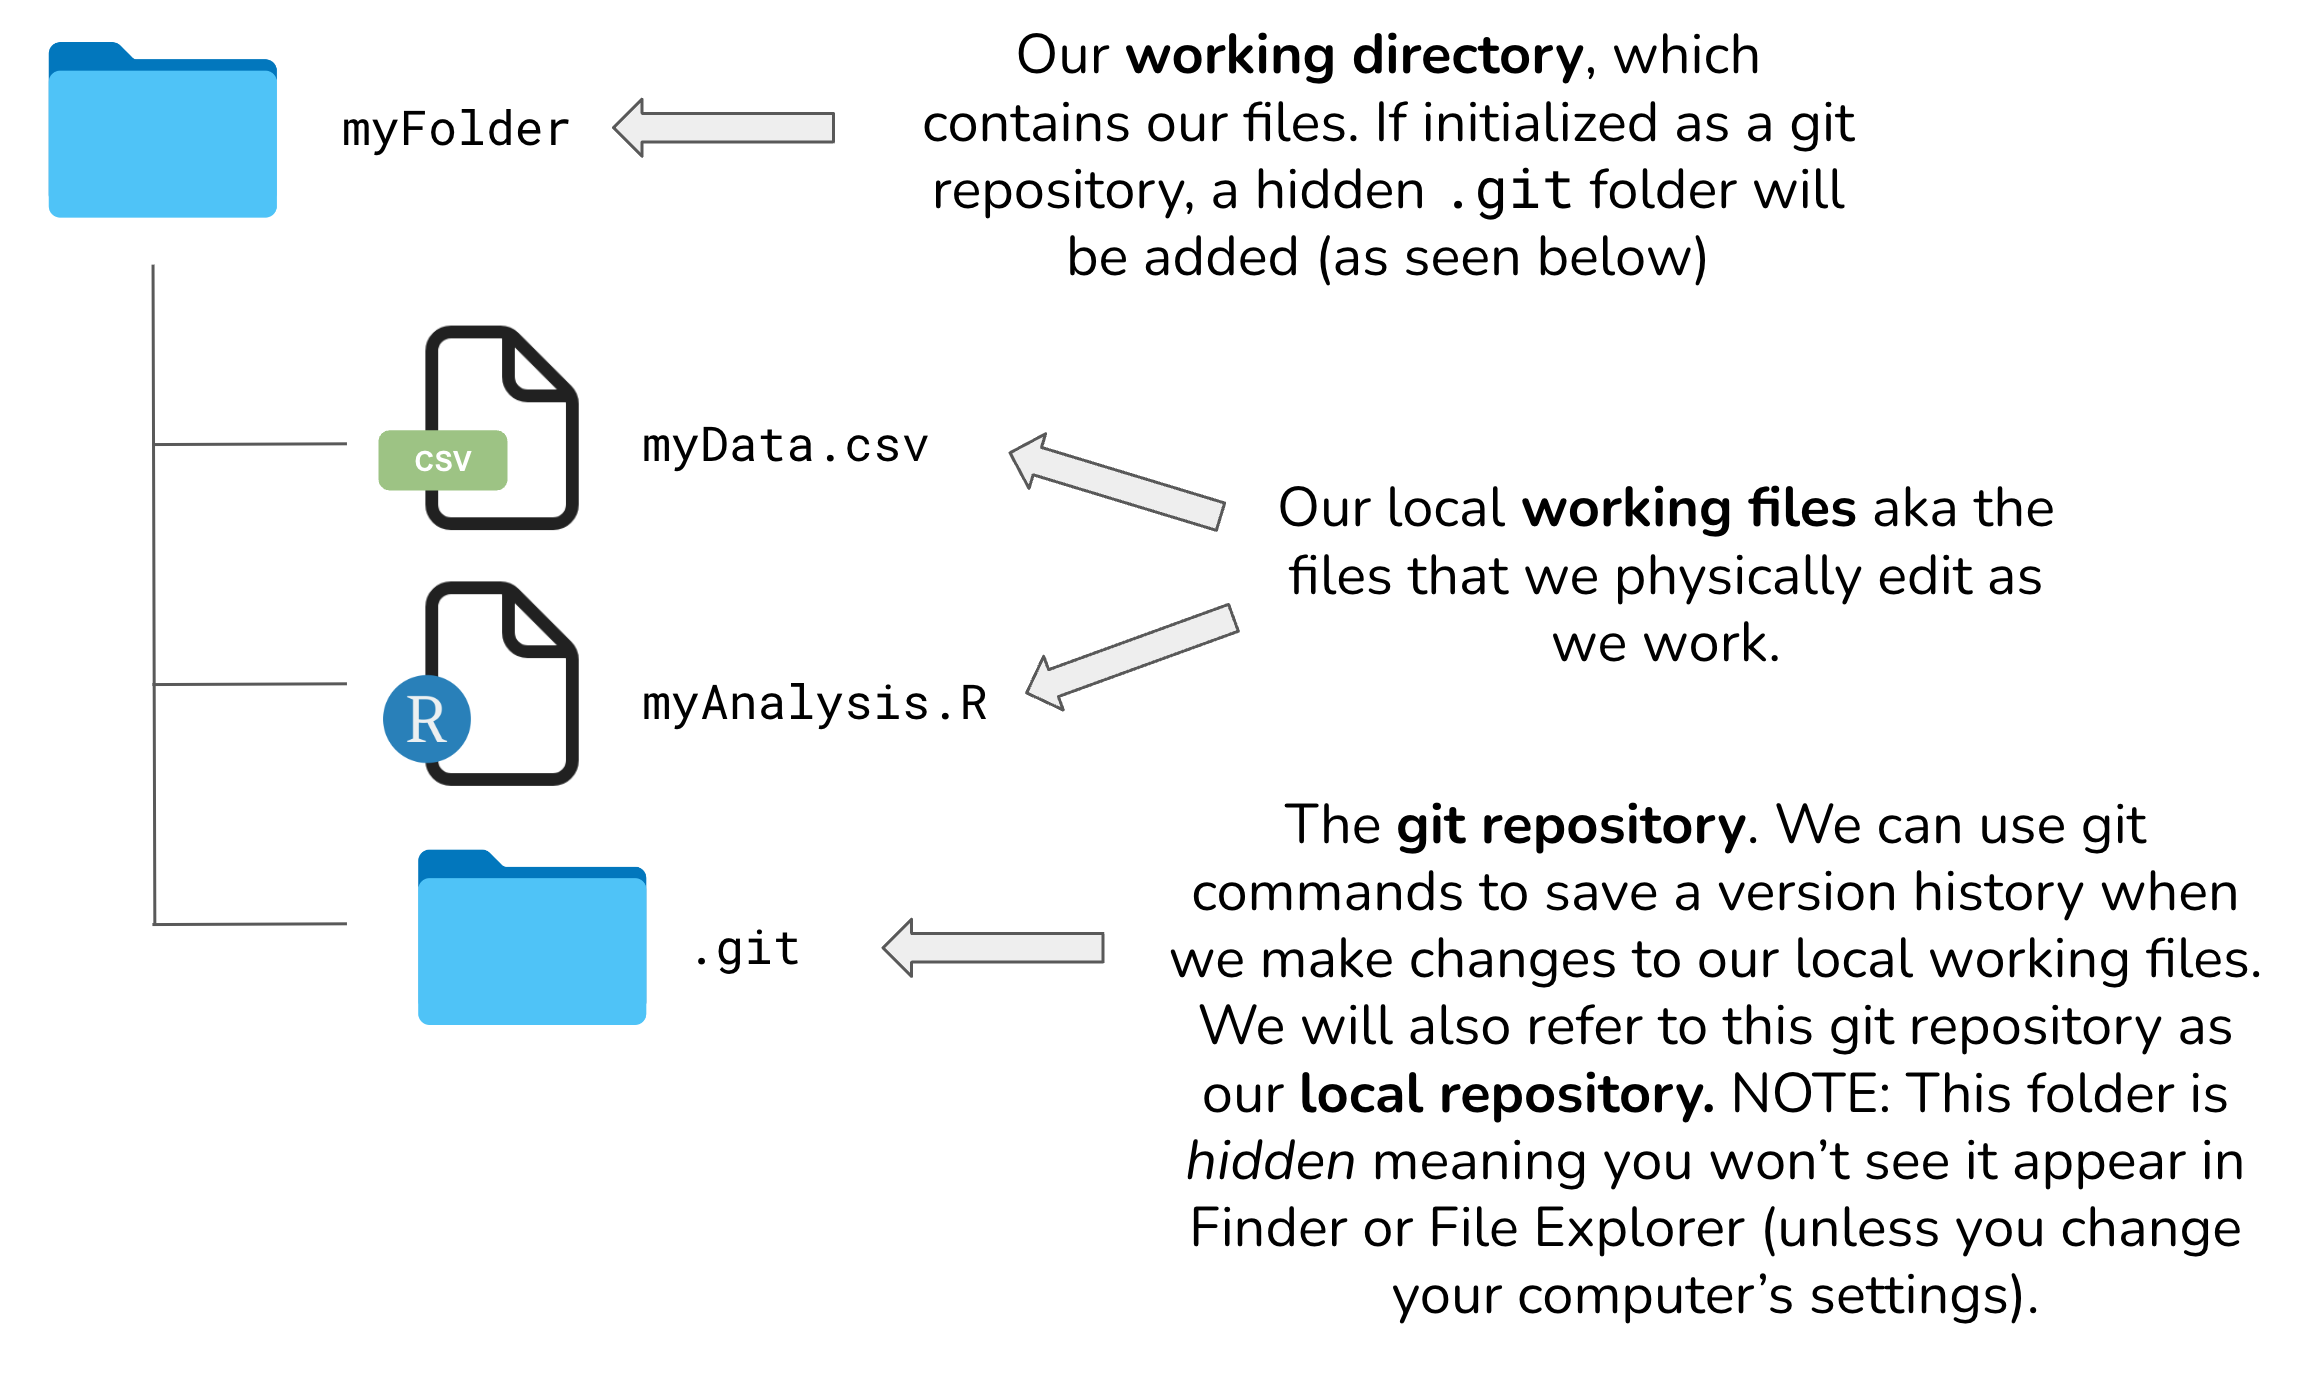 myFolder
Our working directory, which
contains our files. If initialized as a git
repository, a hidden .git folder will
be added (as seen below)
CSV
myData.csv
Our local working files aka the
files that we physically edit as
we work.
R
myAnalysis.R
The git repository. We can use git
commands to save a version history when
we make changes to our local working files.
We will also refer to this git repository as
our local repository. NOTE: This folder is
hidden meaning you won’t see it appear in
Finder or File Explorer (unless you change
your computer’s settings).
.git